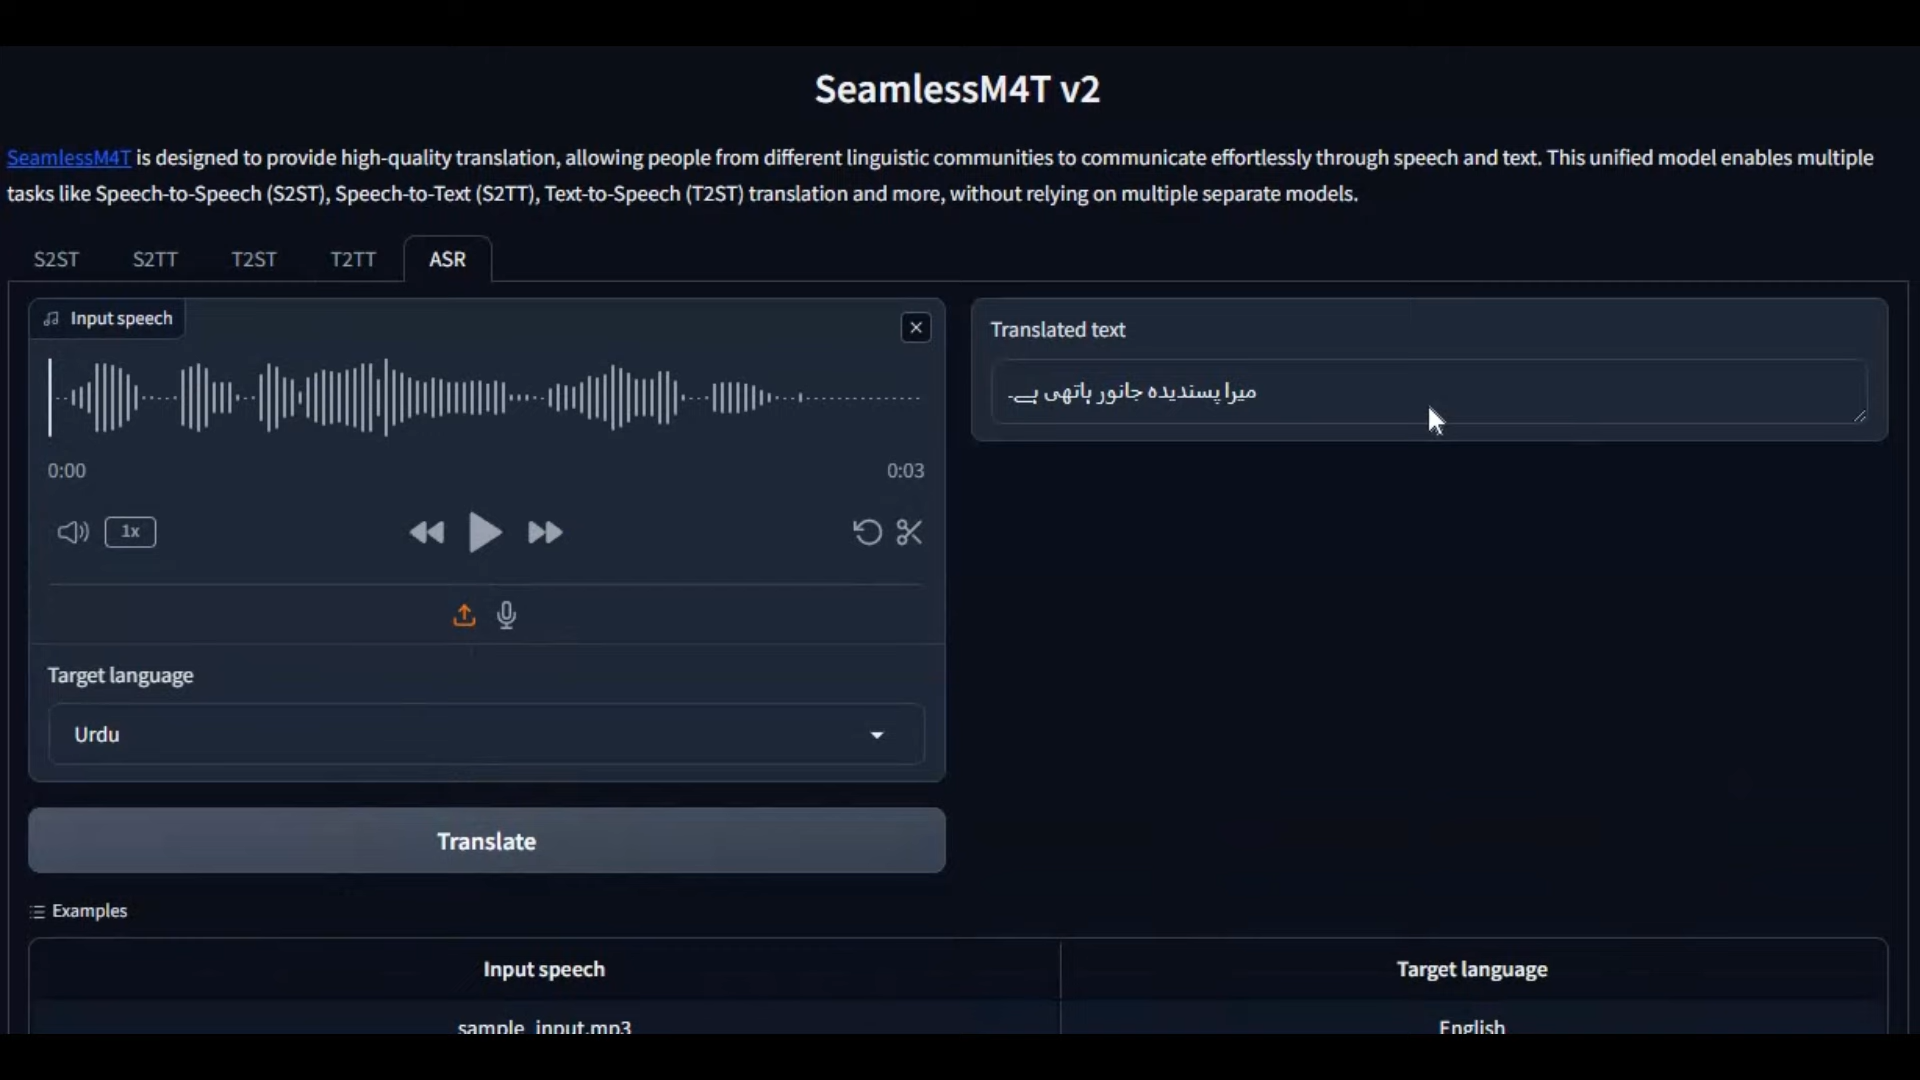 SeamlessM4T v2
SeamlessM4T is designed to provide high-quality translation, allowing people from different linguistic communities to communicate effortlessly through speech and text. This unified model enables multiple
tasks like Speech-to-Speech (S2ST), Speech-to-Text (S2TT), Text-to-Speech (T2ST) translation and more, without relying on multiple separate models.
S2ST S2TT T2ST T2TT ASR
Input speech
0:00 0:03
1x
Target language
Urdu
Translate
Translated text
میرا پسندیدہ جانور ہاتھی ہے۔
Examples
Input speech Target language
sample_input.mp3 English